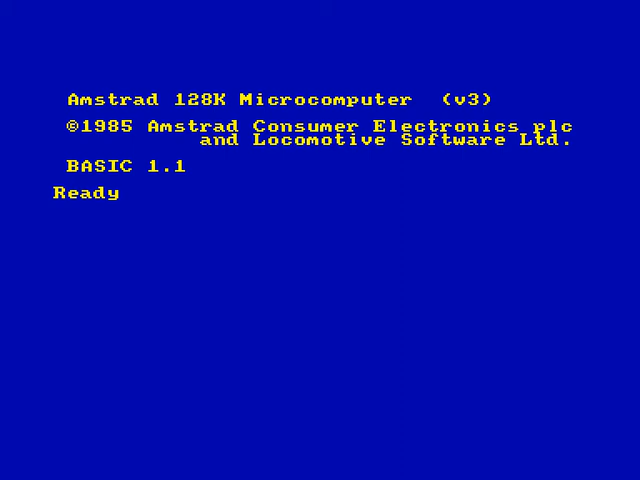 Amstrad 128K Microcomputer (v3)
©1985 Amstrad Consumer Electronics plc
and Locomotive Software Ltd.
BASIC 1.1
Ready